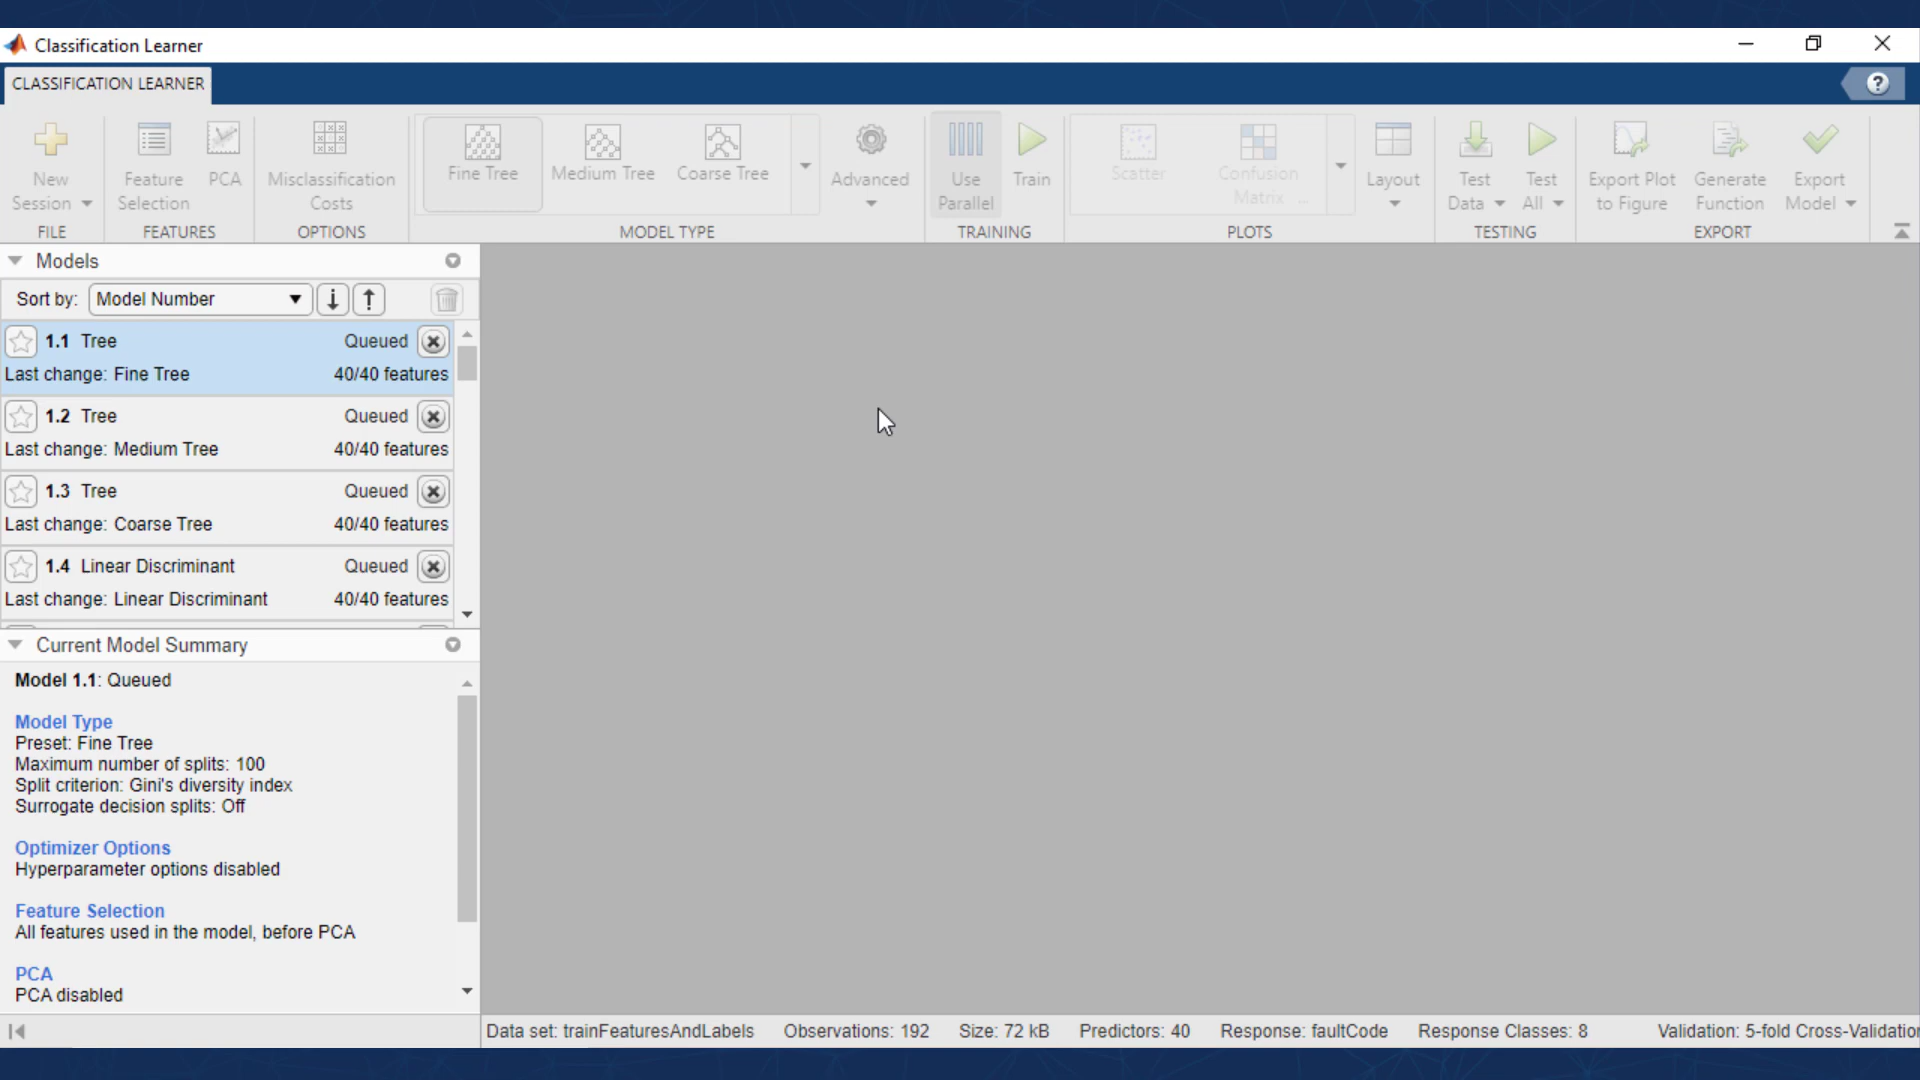 Classification Learner
CLASSIFICATION LEARNER
New
Session
FILE
Feature
Selection
PCA
FEATURES
Misclassification
Costs
OPTIONS
Fine Tree
Medium Tree
Coarse Tree
MODEL TYPE
Advanced
Use
Parallel
Train
TRAINING
Scatter
Confusion
Matrix ...
PLOTS
Layout
Test
Data
Test
All
TESTING
Export Plot
to Figure
Generate
Function
Export
Model
EXPORT
?
Models
Sort by: Model Number
1.1 Tree Queued
Last change: Fine Tree 40/40 features
1.2 Tree Queued
Last change: Medium Tree 40/40 features
1.3 Tree Queued
Last change: Coarse Tree 40/40 features
1.4 Linear Discriminant Queued
Last change: Linear Discriminant 40/40 features
Current Model Summary
Model 1.1: Queued
Model Type
Preset: Fine Tree
Maximum number of splits: 100
Split criterion: Gini's diversity index
Surrogate decision splits: Off
Optimizer Options
Hyperparameter options disabled
Feature Selection
All features used in the model, before PCA
PCA
PCA disabled
Data set: trainFeaturesAndLabels Observations: 192 Size: 72 kB Predictors: 40 Response: faultCode Response Classes: 8 Validation: 5-fold Cross-Validatio